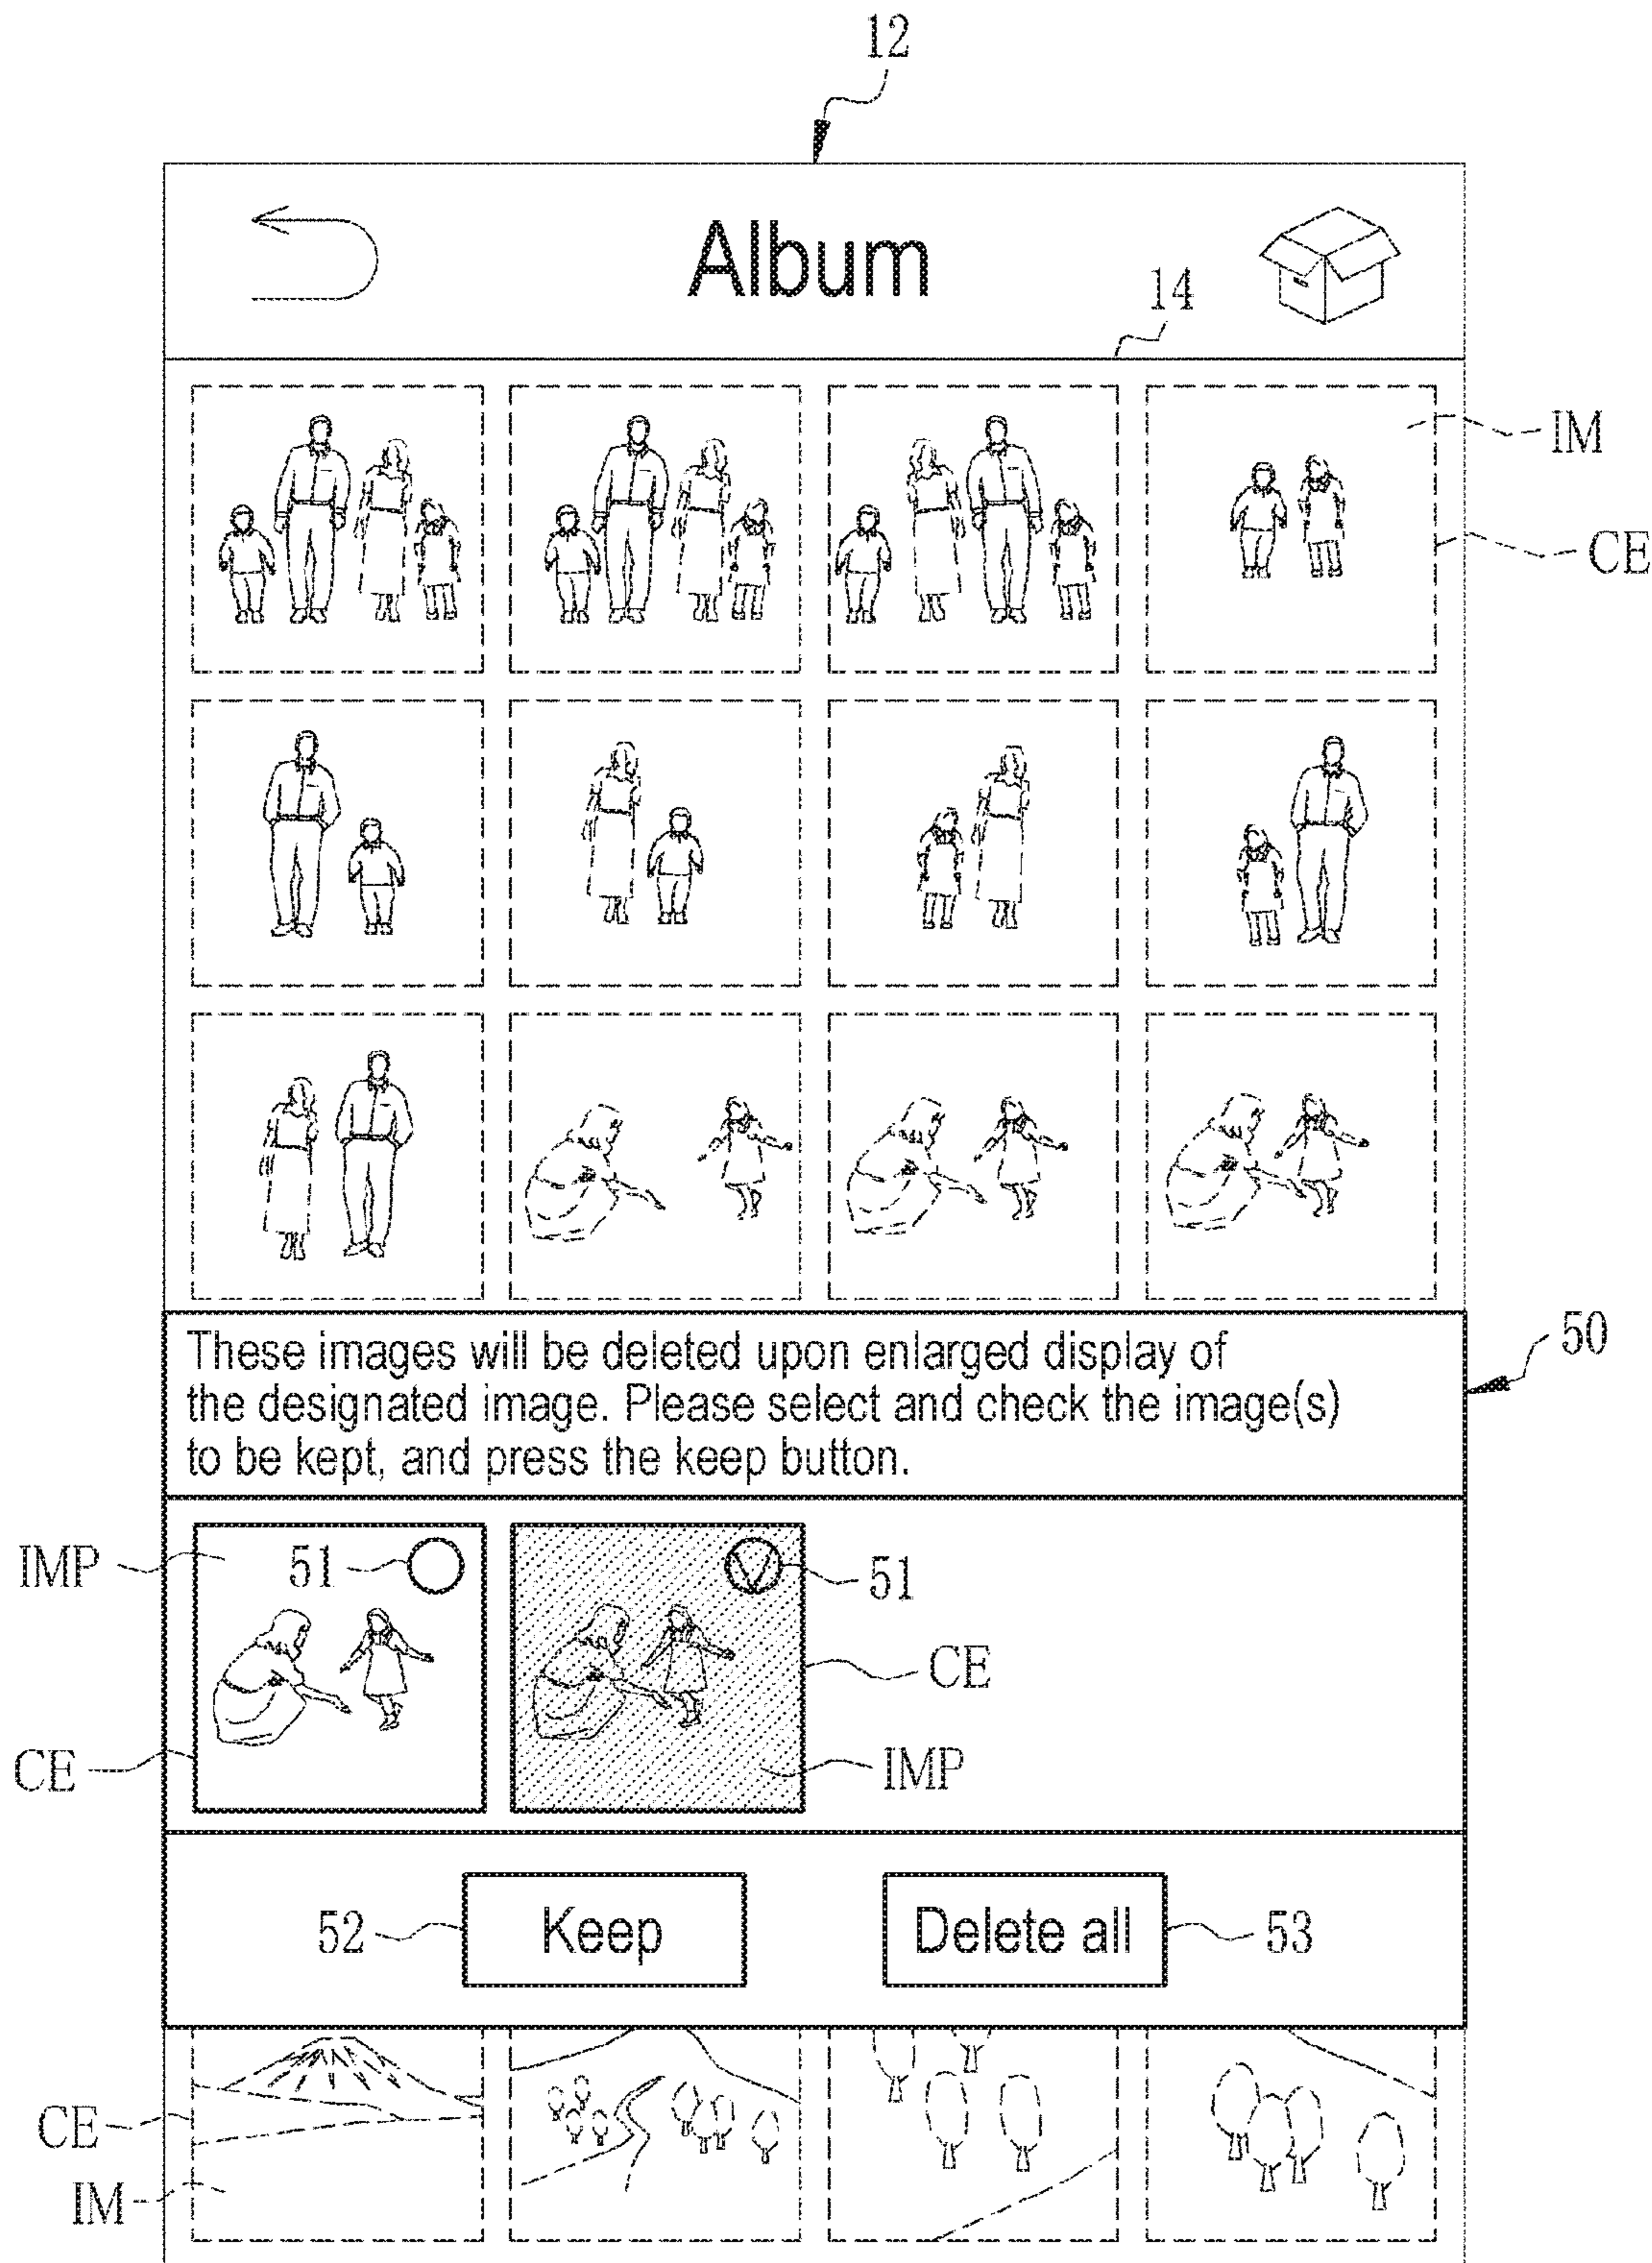 12
Album
14
IM
CE
These images will be deleted upon enlarged display of
the designated image. Please select and check the image(s)
to be kept, and press the keep button.
50
IMP
51
51
CE
CE
IMP
52
Keep
Delete all
53
CE
IM